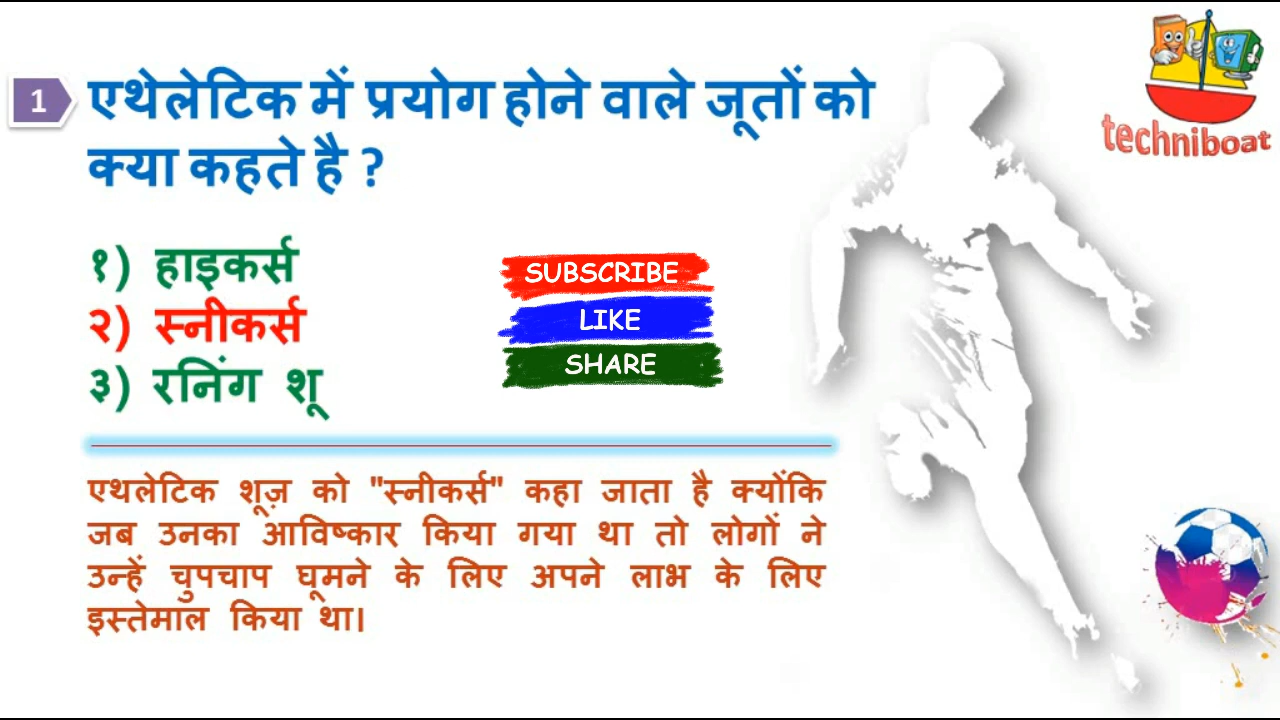 1
एथेलेटिक में प्रयोग होने वाले जूतों को
क्या कहते है ?
१) हाइकर्स
२) स्नीकर्स
३) रनिंग शू
SUBSCRIBE
LIKE
SHARE
एथलेटिक शूज़ को "स्नीकर्स" कहा जाता है क्योंकि
जब उनका आविष्कार किया गया था तो लोगों ने
उन्हें चुपचाप घूमने के लिए अपने लाभ के लिए
इस्तेमाल किया था।
techniboat